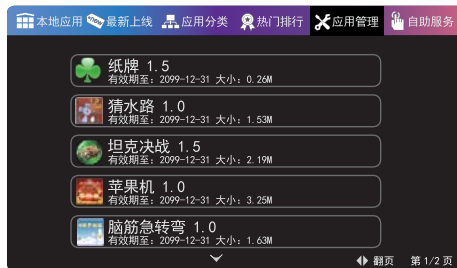 本地应用 new 最新上线 应用分类 热门排行 应用管理 自助服务
纸牌 1.5
有效期至：2099-12-31 大小：0.26M
猜水路 1.0
有效期至：2099-12-31 大小：1.53M
坦克决战 1.5
有效期至：2099-12-31 大小：2.19M
苹果机 1.0
有效期至：2099-12-31 大小：3.25M
脑筋急转弯 1.0
有效期至：2099-12-31 大小：1.63M
翻页 第1/2页